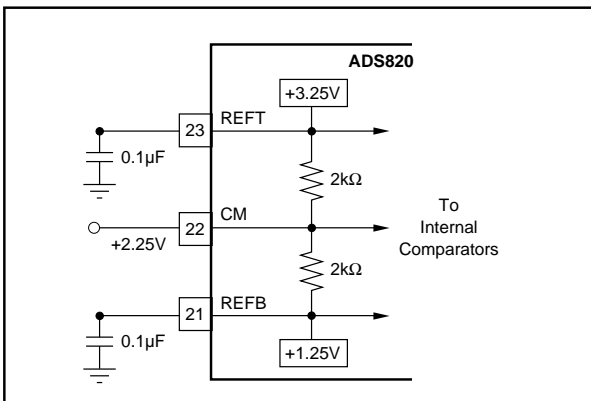 ADS820
+3.25V
23
REFT
0.1µF
2kΩ
22
CM
+2.25V
To
Internal
Comparators
2kΩ
21
REFB
0.1µF
+1.25V